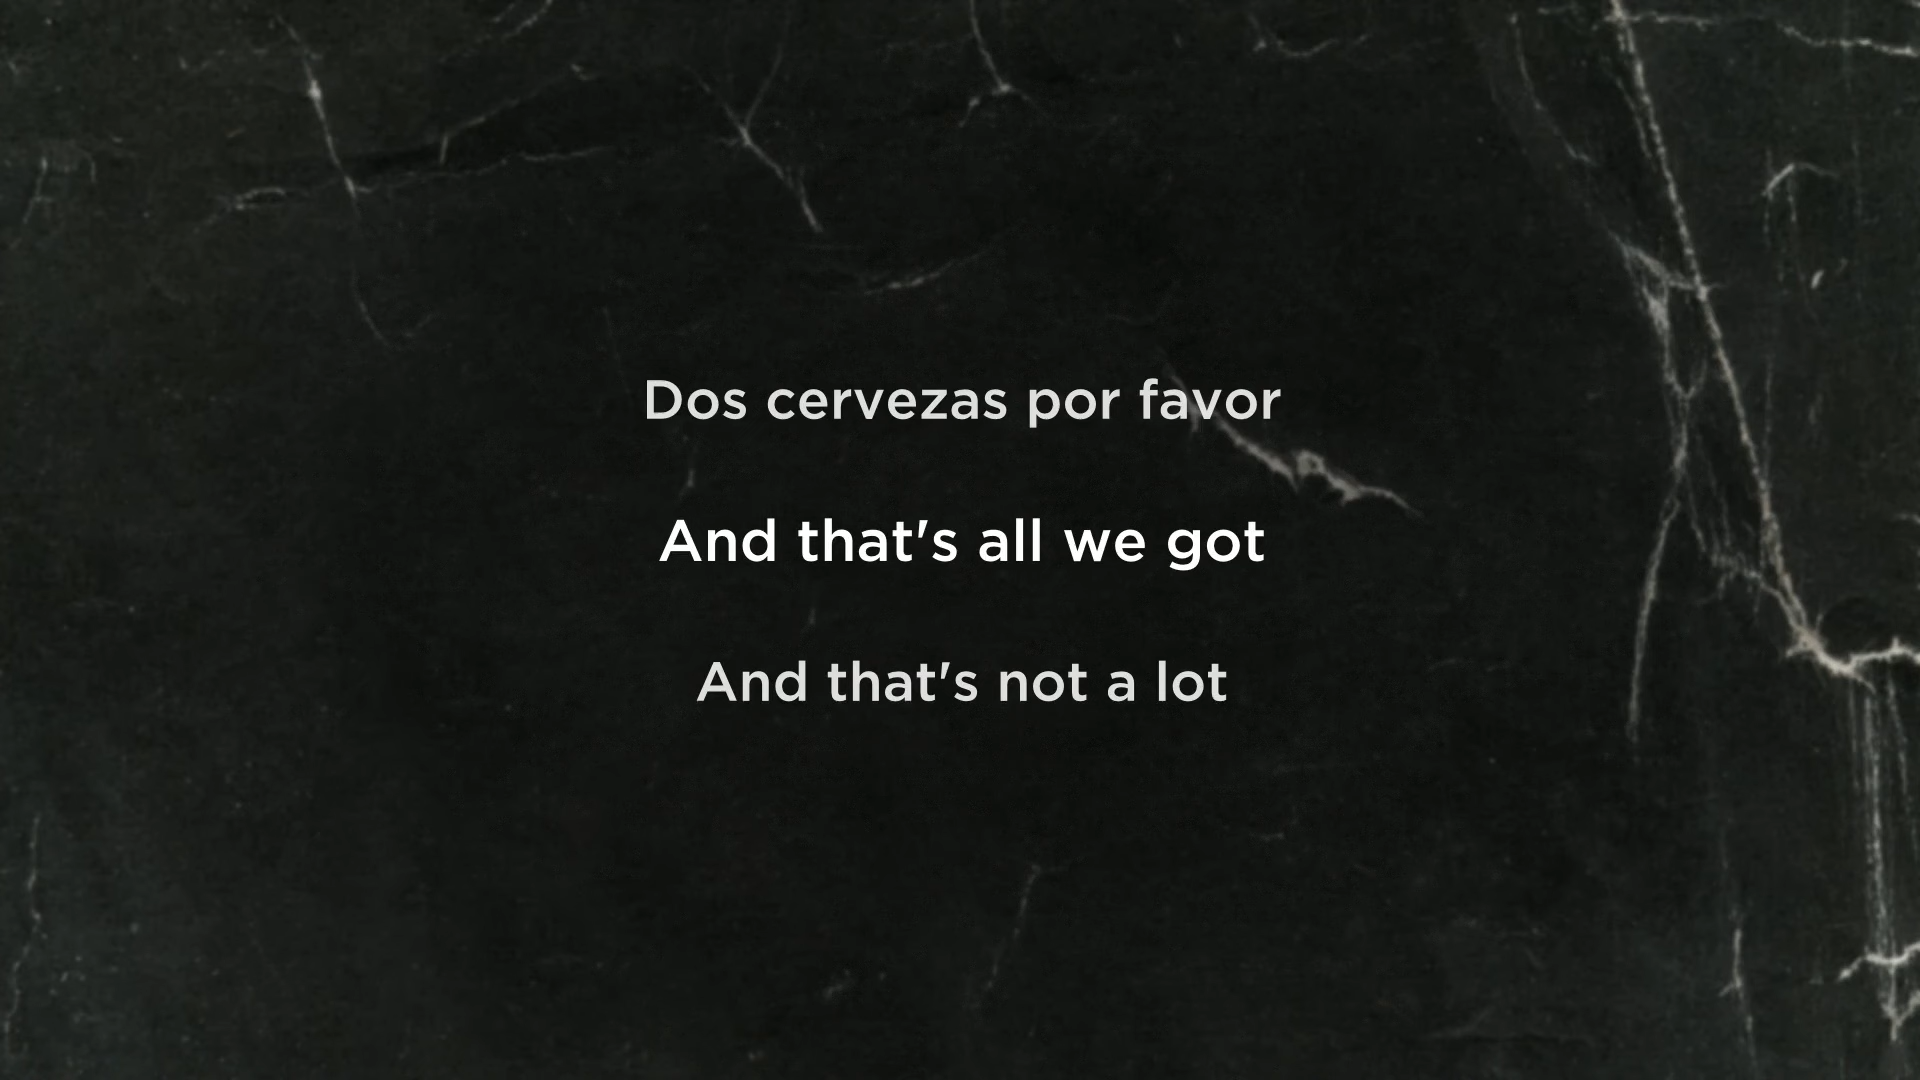 Dos cervezas por favor
And that's all we got
And that's not a lot